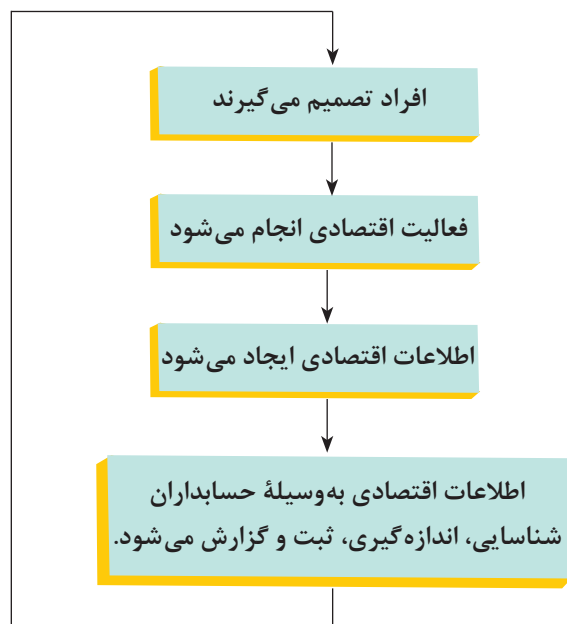 افراد تصمیم می‌گیرند
فعالیت اقتصادی انجام می‌شود
اطلاعات اقتصادی ایجاد می‌شود
اطلاعات اقتصادی به‌وسیلهٔ حسابداران
شناسایی، اندازه‌گیری، ثبت و گزارش می‌شود.